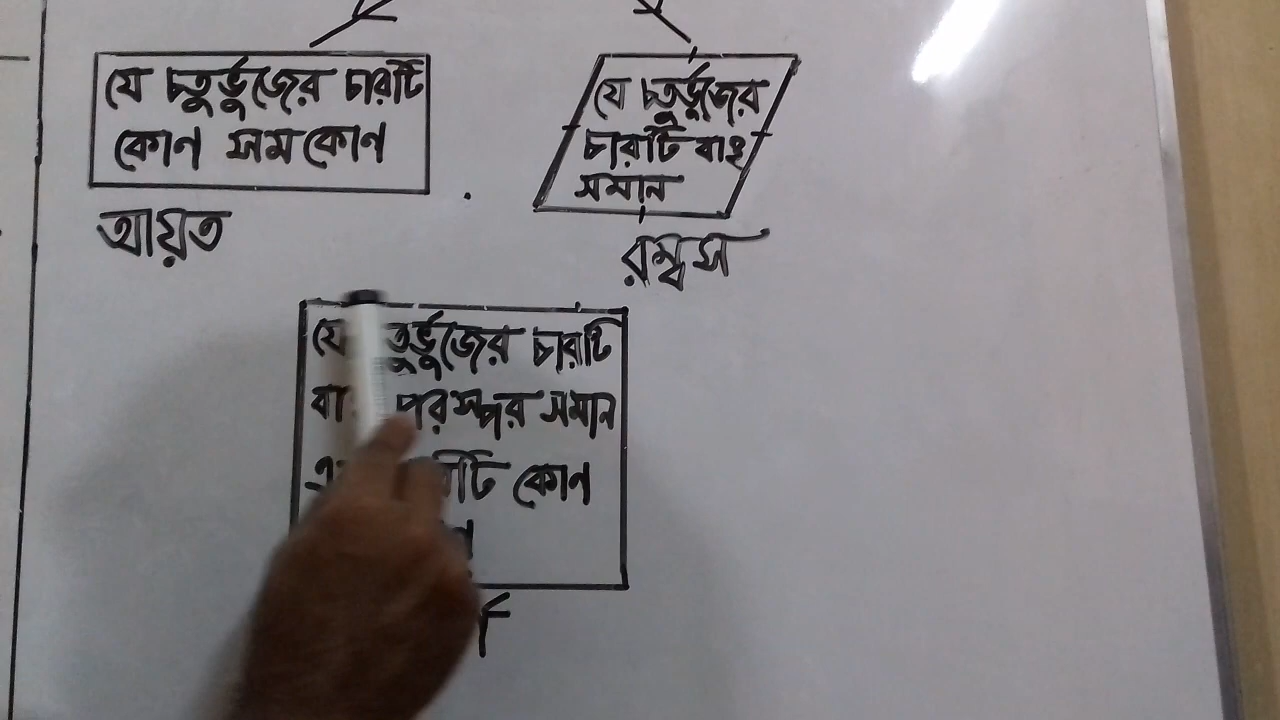 যে চতুর্ভুজের চারটি
কোণ সমকোণ
আয়ত
যে চতুর্ভুজের
চারটি বাহু
সমান
রম্বস
যে চারটি
পরস্পর সমান
কোণ